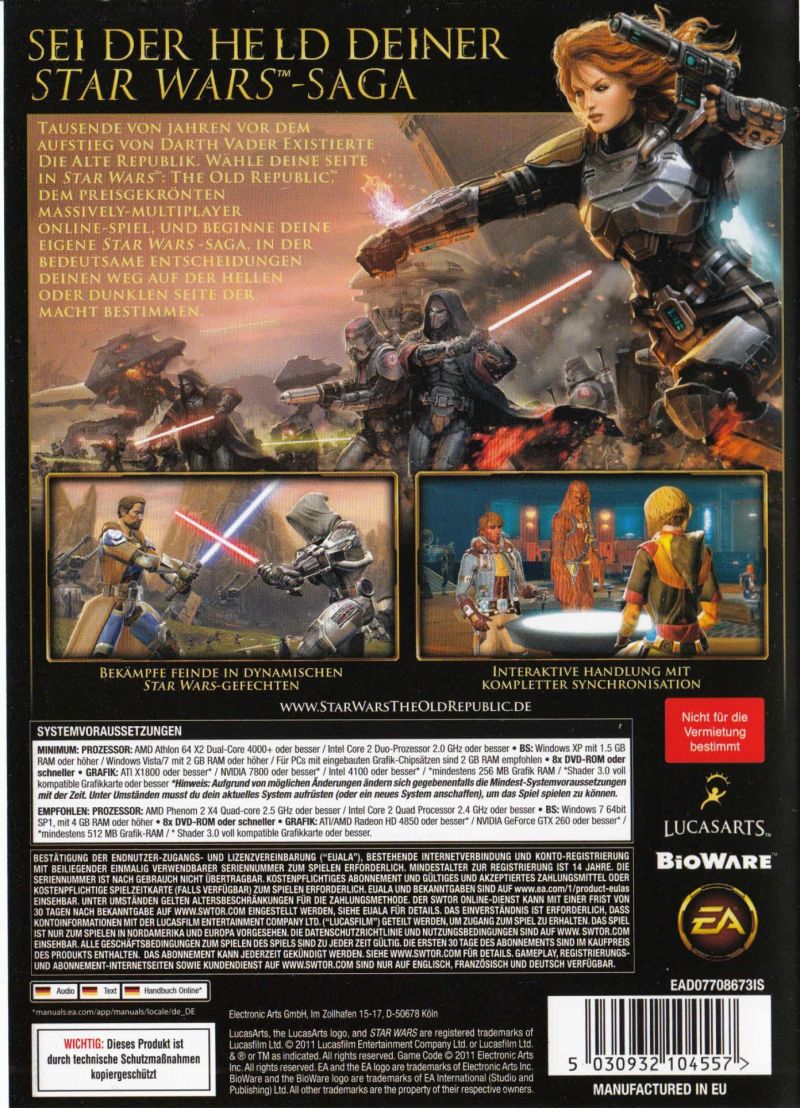 SEI DER HELD DEINER
STAR WARS™-SAGA
TAUSENDE VON JAHREN VOR DEM
AUFSTIEG VON DARTH VADER EXISTIERTE
DIE ALTE REPUBLIK. WÄHLE DEINE SEITE
IN STAR WARS™: THE OLD REPUBLIC™,
DEM PREISGEKRÖNTEN
MASSIVELY-MULTIPLAYER
ONLINE-SPIEL, UND BEGINNE DEINE
EIGENE STAR WARS -SAGA, IN DER
BEDEUTSAME ENTSCHEIDUNGEN
DEINEN WEG AUF DER HELLEN
ODER DUNKLEN SEITE DER
MACHT BESTIMMEN.
BEKÄMPFE FEINDE IN DYNAMISCHEN
STAR WARS-GEFECHTEN
INTERAKTIVE HANDLUNG MIT
KOMPLETTER SYNCHRONISATION
WWW.STARWARSTHEOLDREPUBLIC.DE
Nicht für die
Vermietung
bestimmt
SYSTEMVORAUSSETZUNGEN
MINIMUM: PROZESSOR: AMD Athlon 64 X2 Dual-Core 4000+ oder besser / Intel Core 2 Duo-Prozessor 2.0 GHz oder besser • BS: Windows XP mit 1.5 GB
RAM oder höher / Windows Vista/7 mit 2 GB RAM oder höher / Für PCs mit eingebauten Grafik-Chipsätzen sind 2 GB RAM empfohlen • 8x DVD-ROM oder
schneller • GRAFIK: ATI X1800 oder besser* / NVIDIA 7800 oder besser* / Intel 4100 oder besser* / *mindestens 256 MB Grafik RAM / *Shader 3.0 voll
kompatible Grafikkarte oder besser *Hinweis: Aufgrund von möglichen Änderungen ändern sich gegebenenfalls die Mindest-Systemvoraussetzungen
mit der Zeit. Unter Umständen musst du dein aktuelles System aufrüsten (oder ein neues System anschaffen), um das Spiel spielen zu können.
EMPFOHLEN: PROZESSOR: AMD Phenom 2 X4 Quad-core 2.5 GHz oder besser / Intel Core 2 Quad Prozessor 2.4 GHz oder besser • BS: Windows 7 64bit
SP1, mit 4 GB RAM oder höher • 8x DVD-ROM oder schneller • GRAFIK: ATI/AMD Radeon HD 4850 oder besser* / NVIDIA GeForce GTX 260 oder besser* /
*mindestens 512 MB Grafik-RAM / * Shader 3.0 voll kompatible Grafikkarte oder besser.
LUCASARTS™
BIOWARE™
EA
BESTÄTIGUNG DER ENDNUTZER-ZUGANGS- UND LIZENZVEREINBARUNG ("EUALA"), BESTEHENDE INTERNETVERBINDUNG UND KONTO-REGISTRIERUNG
MIT BEILIEGENDER EINMALIG VERWENDBARER SERIENNUMMER ZUM SPIELEN ERFORDERLICH. MINDESTALTER ZUR REGISTRIERUNG IST 14 JAHRE. DIE
SERIENNUMMER IST NACH GEBRAUCH NICHT ÜBERTRAGBAR. KOSTENPFLICHTIGES ABONNEMENT UND GÜLTIGES UND AKZEPTIERTES ZAHLUNGSMITTEL ODER
KOSTENPFLICHTIGE SPIELZEITKARTE (FALLS VERFÜGBAR) ZUM SPIELEN ERFORDERLICH. EUALA UND BEKANNTGABEN SIND AUF www.ea.com/1/product-eulas
EINSEHBAR. UNTER UMSTÄNDEN GELTEN ALTERSBESCHRÄNKUNGEN FÜR DIE ZAHLUNGSMETHODE. DER SWTOR ONLINE-DIENST KANN MIT EINER FRIST VON
30 TAGEN NACH BEKANNTGABE AUF WWW.SWTOR.COM EINGESTELLT WERDEN, SIEHE EUALA FÜR DETAILS. DAS EINVERSTÄNDNIS IST ERFORDERLICH, DASS
KONTOINFORMATIONEN MIT DER LUCASFILM ENTERTAINMENT COMPANY LTD. ("LUCASFILM") GETEILT WERDEN, UM ZUGANG ZUM SPIEL ZU ERHALTEN. DAS SPIEL
IST NUR ZUM SPIELEN IN NORDAMERIKA UND EUROPA VORGESEHEN. DIE DATENSCHUTZRICHTLINIE UND NUTZUNGSBEDINGUNGEN SIND AUF WWW.SWTOR.COM
EINSEHBAR. ALLE GESCHÄFTSBEDINGUNGEN ZUM SPIELEN DES SPIELS SIND ZU JEDER ZEIT GÜLTIG. DIE ERSTEN 30 TAGE DES ABONNEMENTS SIND IM KAUFPREIS
DES PRODUKTS ENTHALTEN. DAS ABONNEMENT KANN JEDERZEIT GEKÜNDIGT WERDEN. SIEHE WWW.SWTOR.COM FÜR DETAILS. GAMEPLAY, REGISTRIERUNGS-
UND ABONNEMENT-INTERNETSEITEN SOWIE KUNDENDIENST AUF WWW.SWTOR.COM SIND NUR AUF ENGLISCH, FRANZÖSISCH UND DEUTSCH VERFÜGBAR.
EAD07708673IS
Audio Text Handbuch Online*
*manuals.ea.com/app/manuals/locale/de_DE
WICHTIG: Dieses Produkt ist
durch technische Schutzmaßnahmen
kopiergeschützt
Electronic Arts GmbH, Im Zollhafen 15-17, D-50678 Köln
LucasArts, the LucasArts logo, and STAR WARS are registered trademarks of
Lucasfilm Ltd. © 2011 Lucasfilm Entertainment Company Ltd. or Lucasfilm Ltd.
& ® or TM as indicated. All rights reserved. Game Code © 2011 Electronic Arts
Inc. All rights reserved. EA and the EA logo are trademarks of Electronic Arts Inc.
BioWare and the BioWare logo are trademarks of EA International (Studio and
Publishing) Ltd. All other trademarks are the property of their respective owners.
5 030932 104557 >
MANUFACTURED IN EU